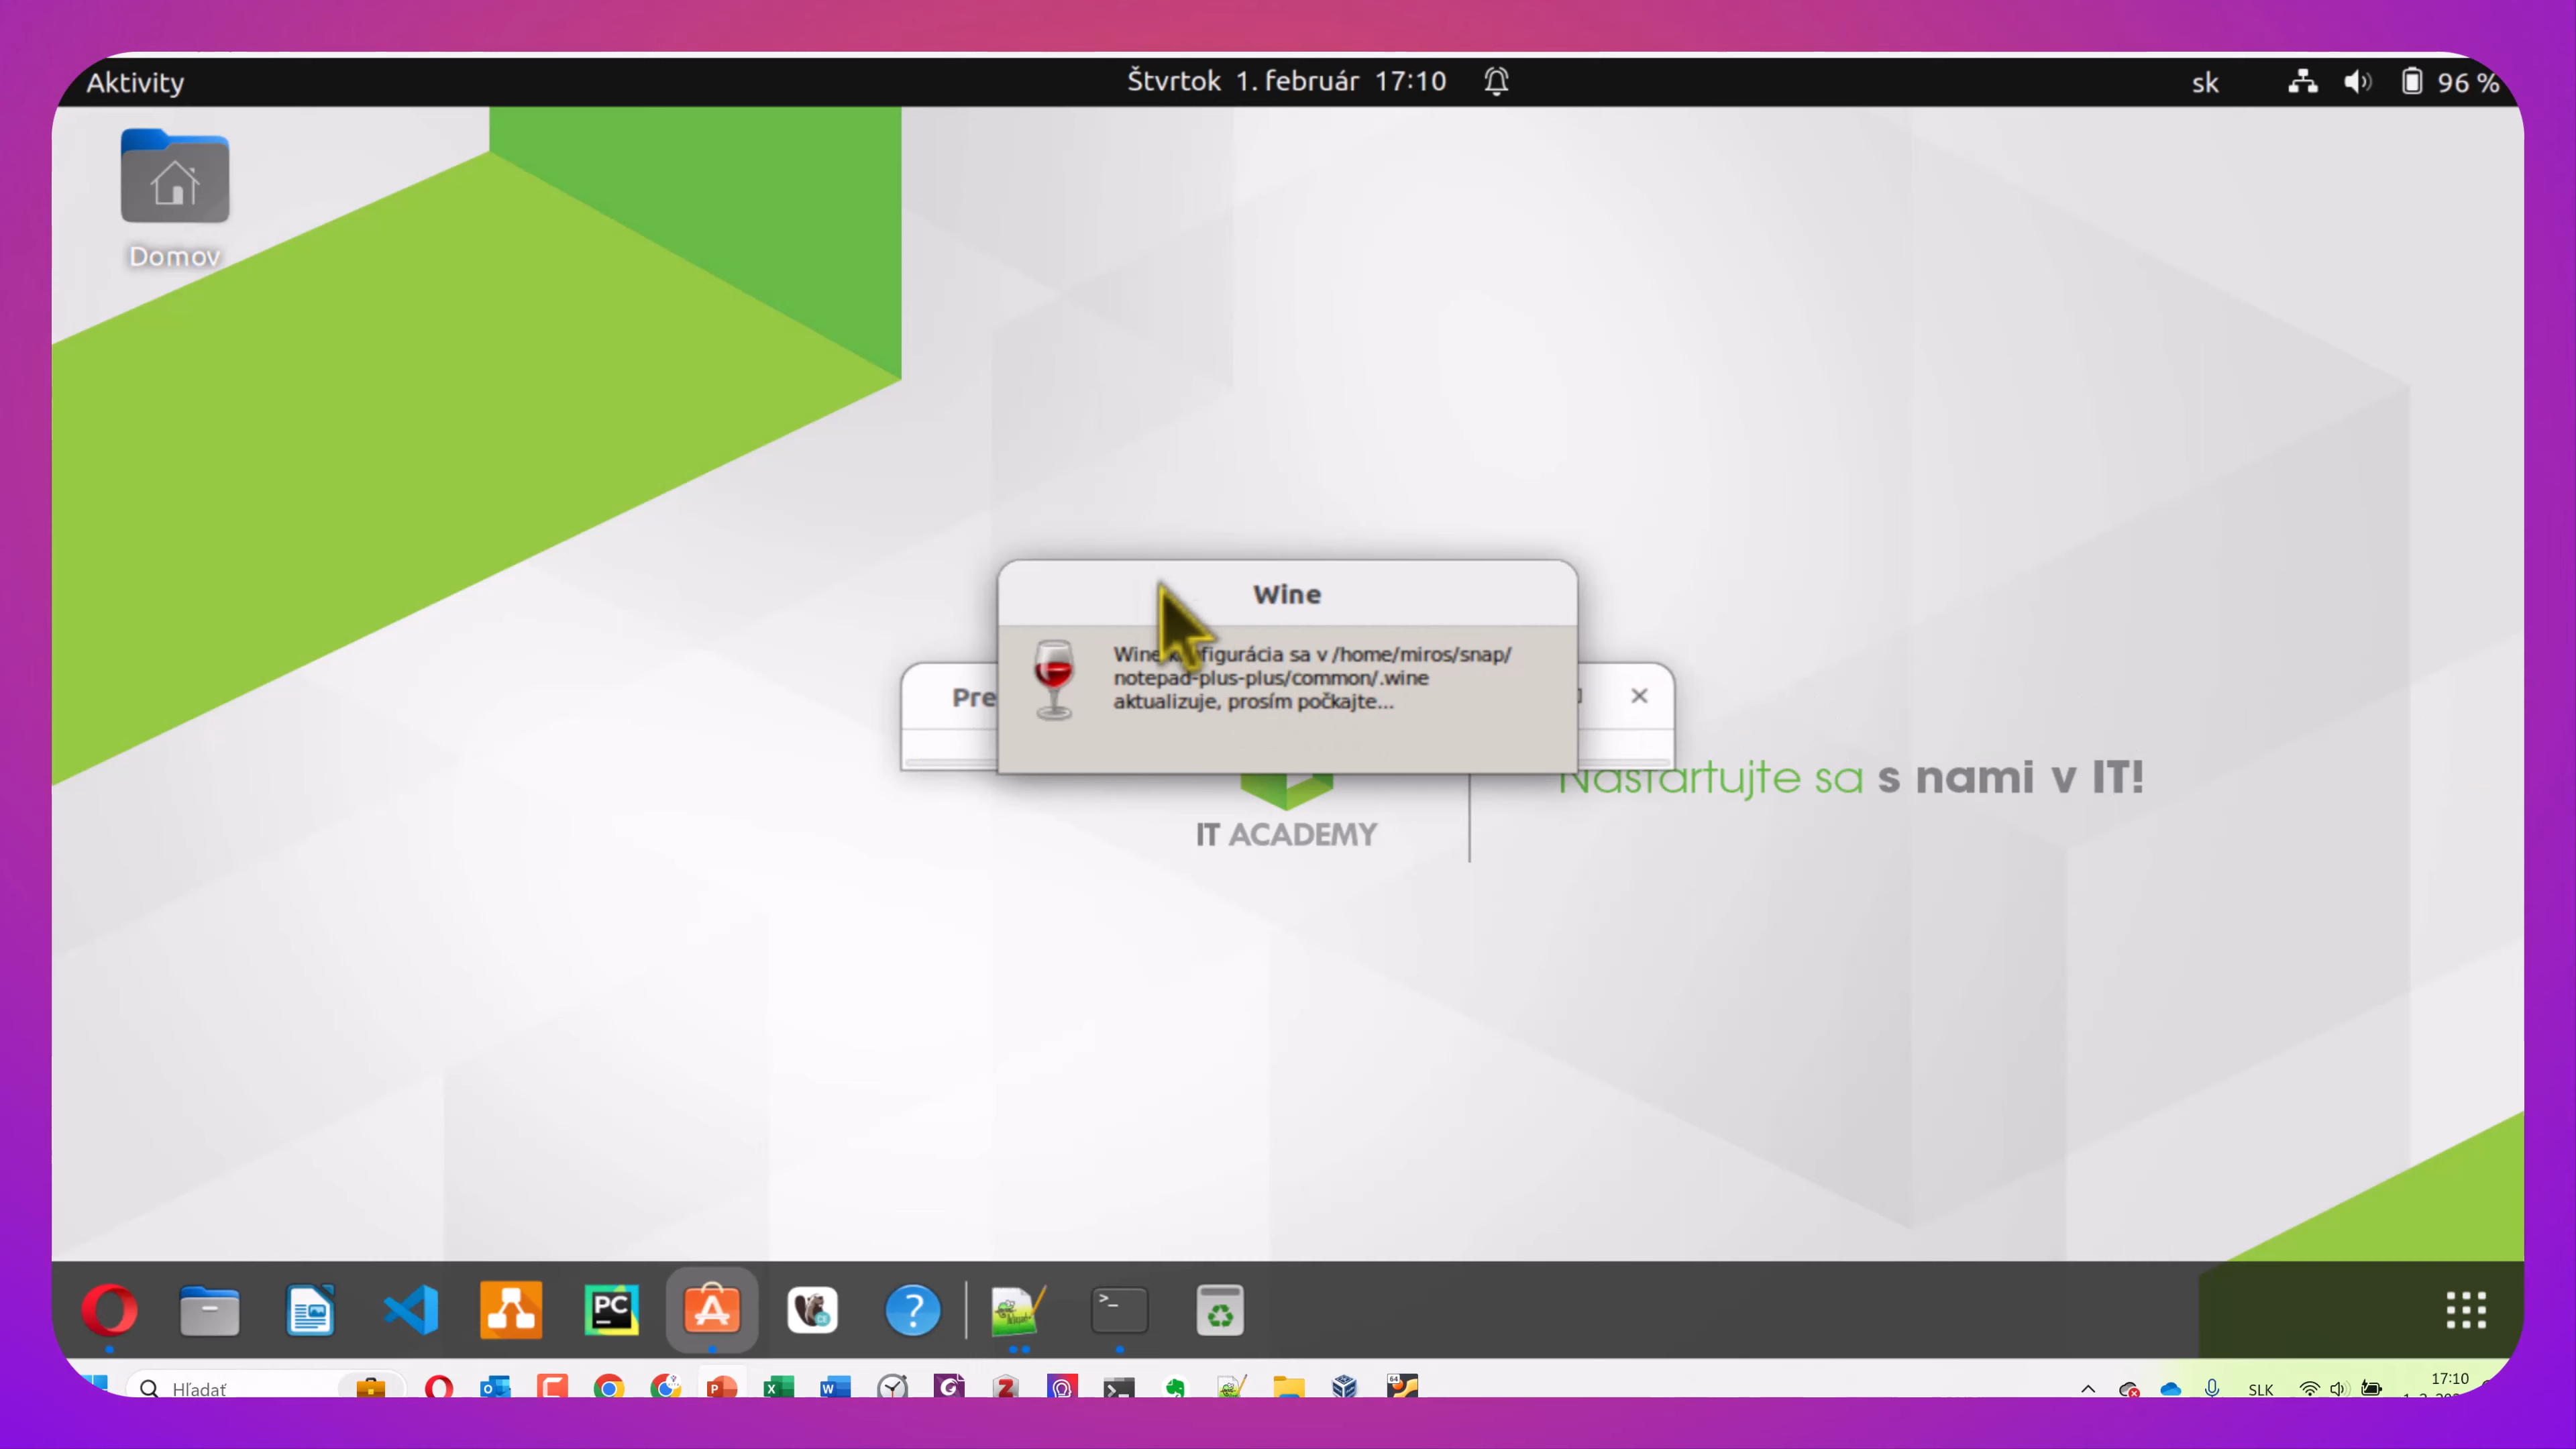 Aktivity
Štvrtok 1. február 17:10
sk
96 %
Domov
Wine
Wine figurácia sa v /home/miros/snap/
notepad-plus-plus/common/.wine
aktualizuje, prosím počkajte...
Pre
Nastartujte sa s nami v IT!
IT ACADEMY
PC
Hľadať
SLK
17:10